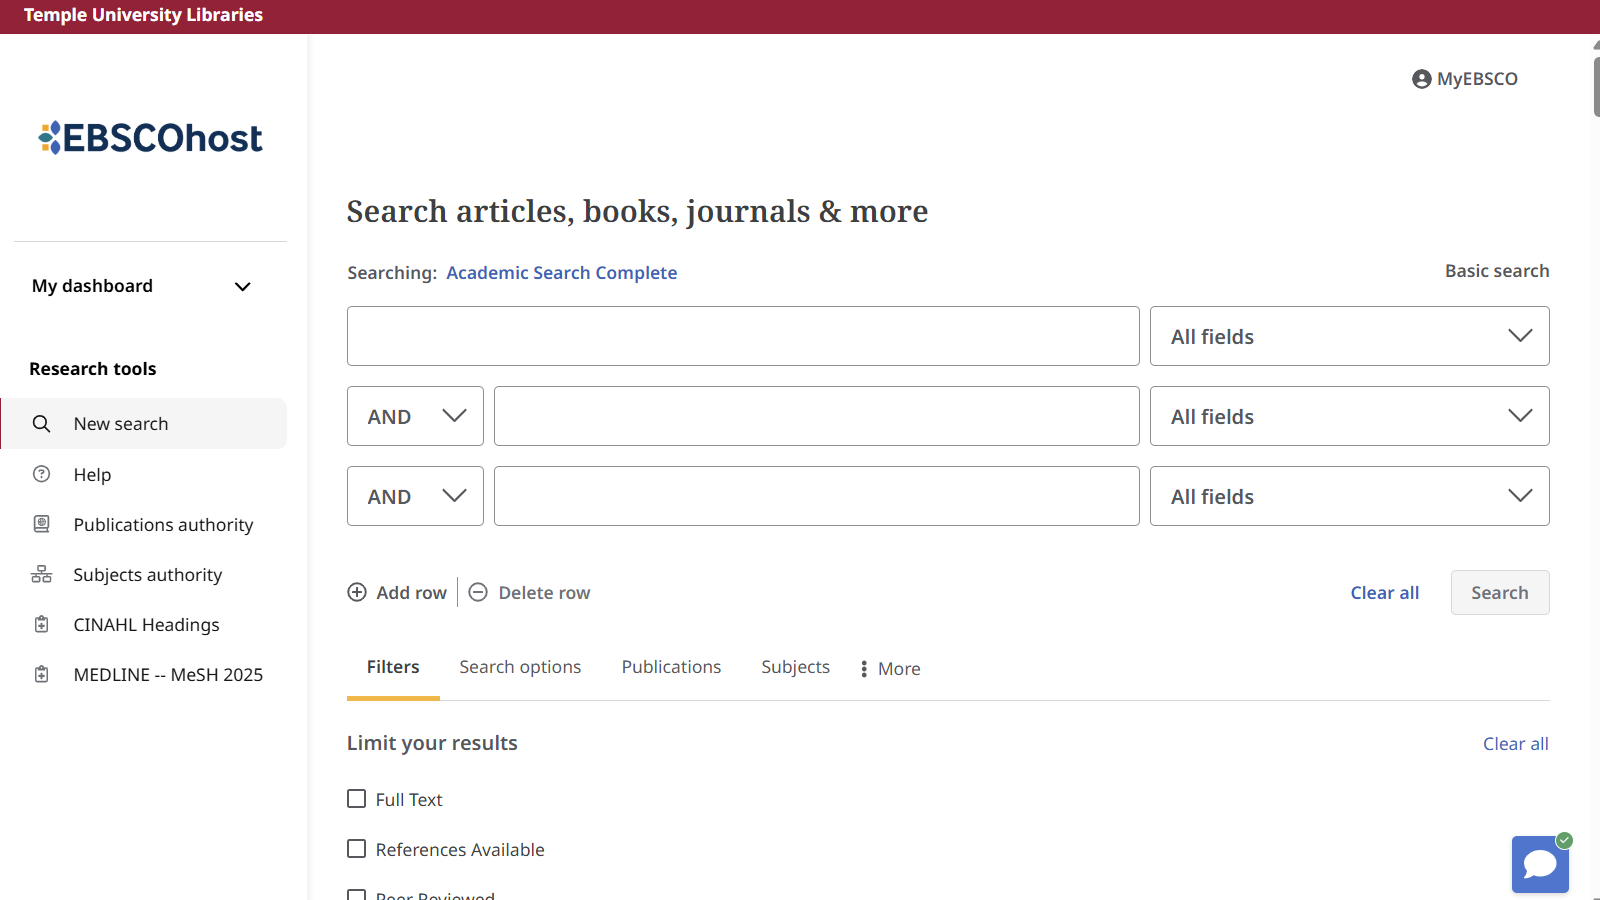 Temple University Libraries
MyEBSCO
EBSCOhost
Search articles, books, journals & more
Searching: Academic Search Complete
Basic search
My dashboard
All fields
Research tools
AND
All fields
New search
Help
AND
All fields
Publications authority
Subjects authority
Add row
Delete row
Clear all
Search
CINAHL Headings
MEDLINE -- MeSH 2025
Filters
Search options
Publications
Subjects
More
Limit your results
Clear all
Full Text
References Available
Peer Reviewed